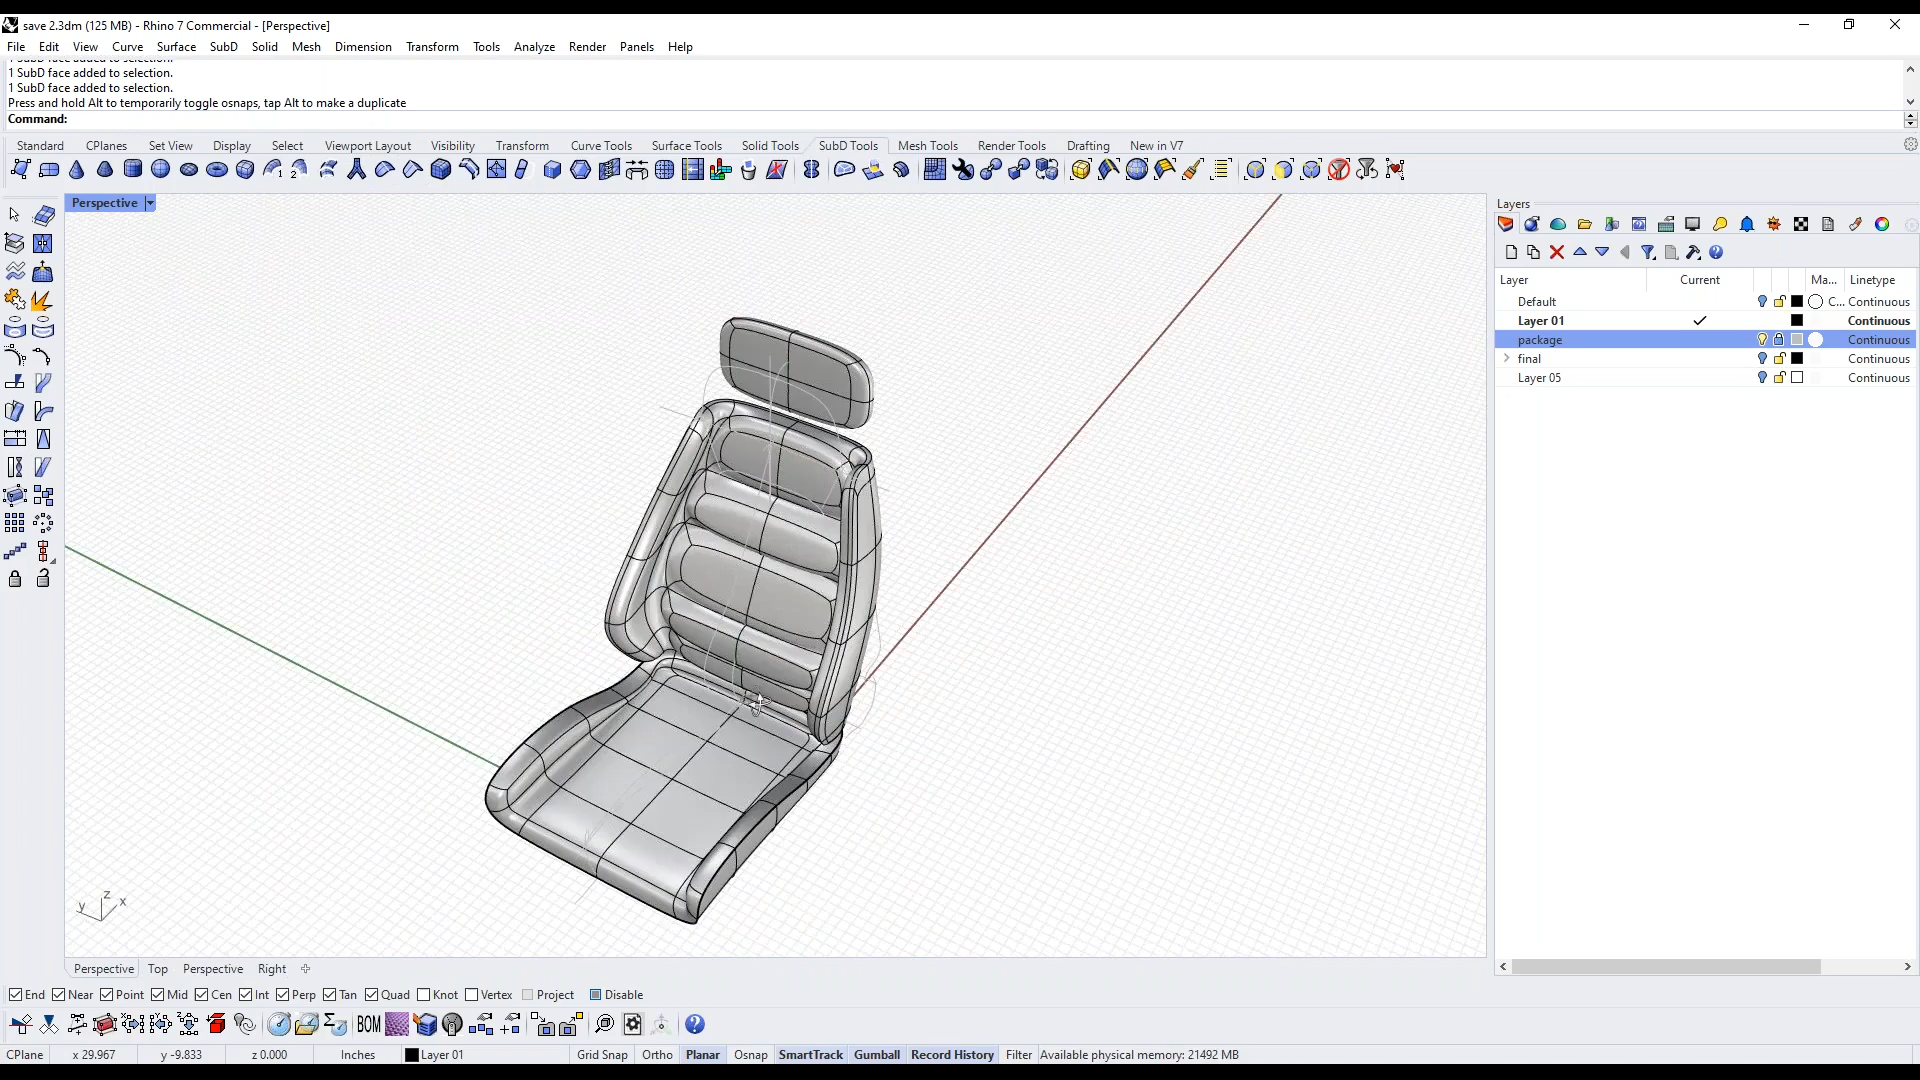 save 2.3dm (125 MB) - Rhino 7 Commercial - [Perspective]
File Edit View Curve Surface SubD Solid Mesh Dimension Transform Tools Analyze Render Panels Help
1 SubD face added to selection.
1 SubD face added to selection.
1 SubD face added to selection.
Press and hold Alt to temporarily toggle osnaps, tap Alt to make a duplicate
Command:
Standard CPlanes Set View Display Select Viewport Layout Visibility Transform Curve Tools Surface Tools Solid Tools SubD Tools Mesh Tools Render Tools Drafting New in V7
Perspective
Layers
Layer Current Ma... Linetype
Default C... Continuous
Layer 01 Continuous
package Continuous
final Continuous
Layer 05 Continuous
z
y x
Perspective Top Perspective Right
End Near Point Mid Cen Int Perp Tan Quad Knot Vertex Project Disable
BOM
CPlane x 29.967 y -9.833 z 0.000 Inches Layer 01 Grid Snap Ortho Planar Osnap SmartTrack Gumball Record History Filter Available physical memory: 21492 MB